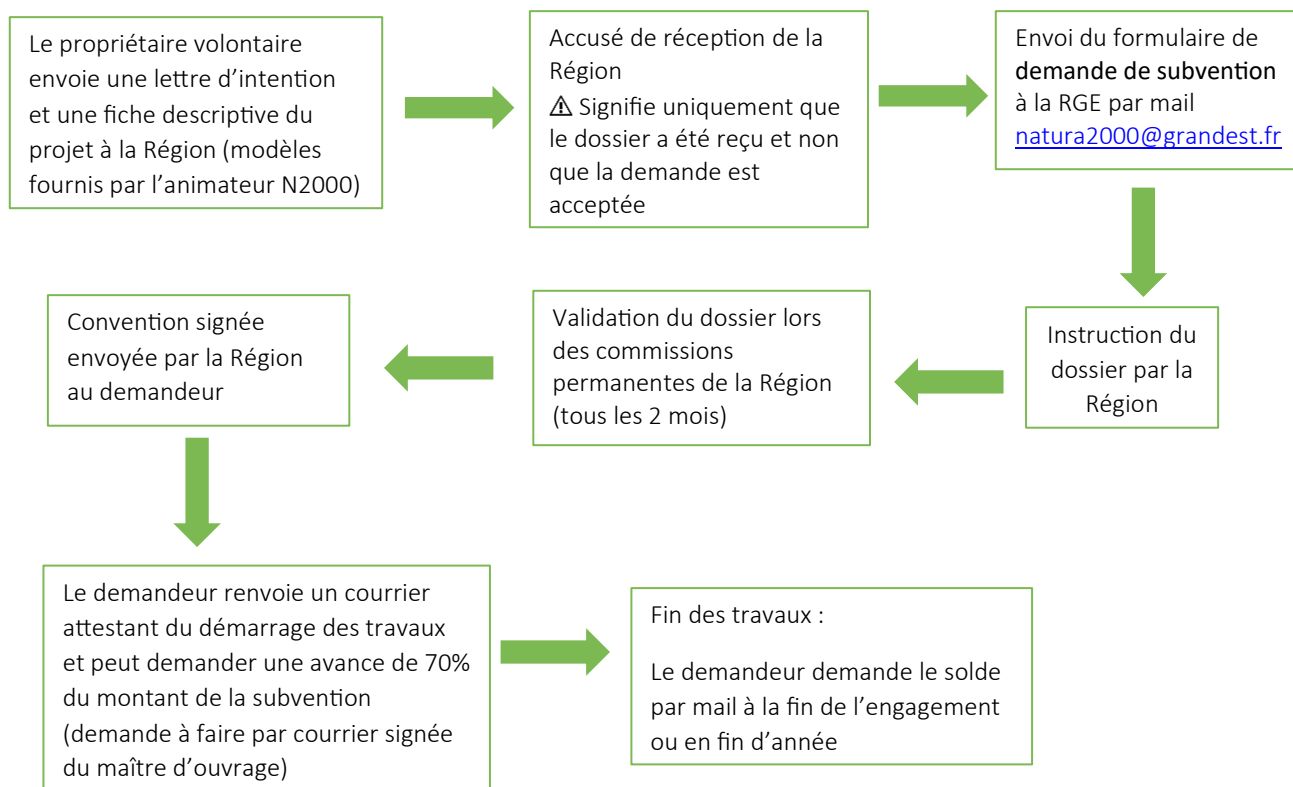 Le propriétaire volontaire
envoie une lettre d’intention
et une fiche descriptive du
projet à la Région (modèles
fournis par l’animateur N2000)
Accusé de réception de la
Région
⚠ Signifie uniquement que
le dossier a été reçu et non
que la demande est
acceptée
Envoi du formulaire de
demande de subvention
à la RGE par mail
natura2000@grandest.fr
Instruction du
dossier par la
Région
Validation du dossier lors
des commissions
permanentes de la Région
(tous les 2 mois)
Convention signée
envoyée par la Région
au demandeur
Le demandeur renvoie un courrier
attestant du démarrage des travaux
et peut demander une avance de 70%
du montant de la subvention
(demande à faire par courrier signée
du maître d’ouvrage)
Fin des travaux :
Le demandeur demande le solde
par mail à la fin de l’engagement
ou en fin d’année